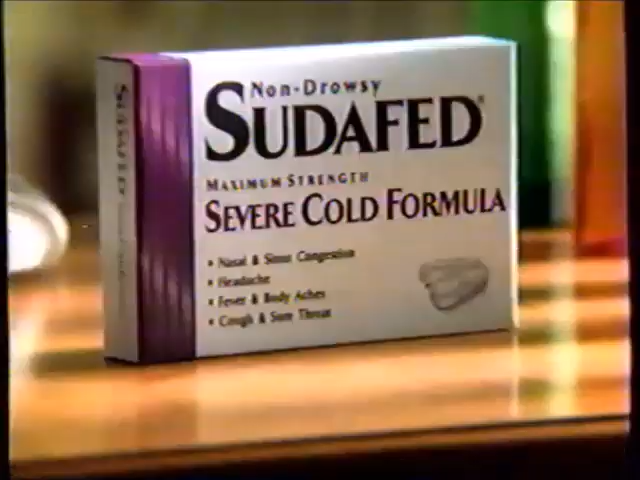 Non-Drowsy
SUDAFED®
MAXIMUM STRENGTH
SEVERE COLD FORMULA
• Nasal & Sinus Congestion
• Headache
• Fever & Body Aches
• Cough & Sore Throat
SUDAFED